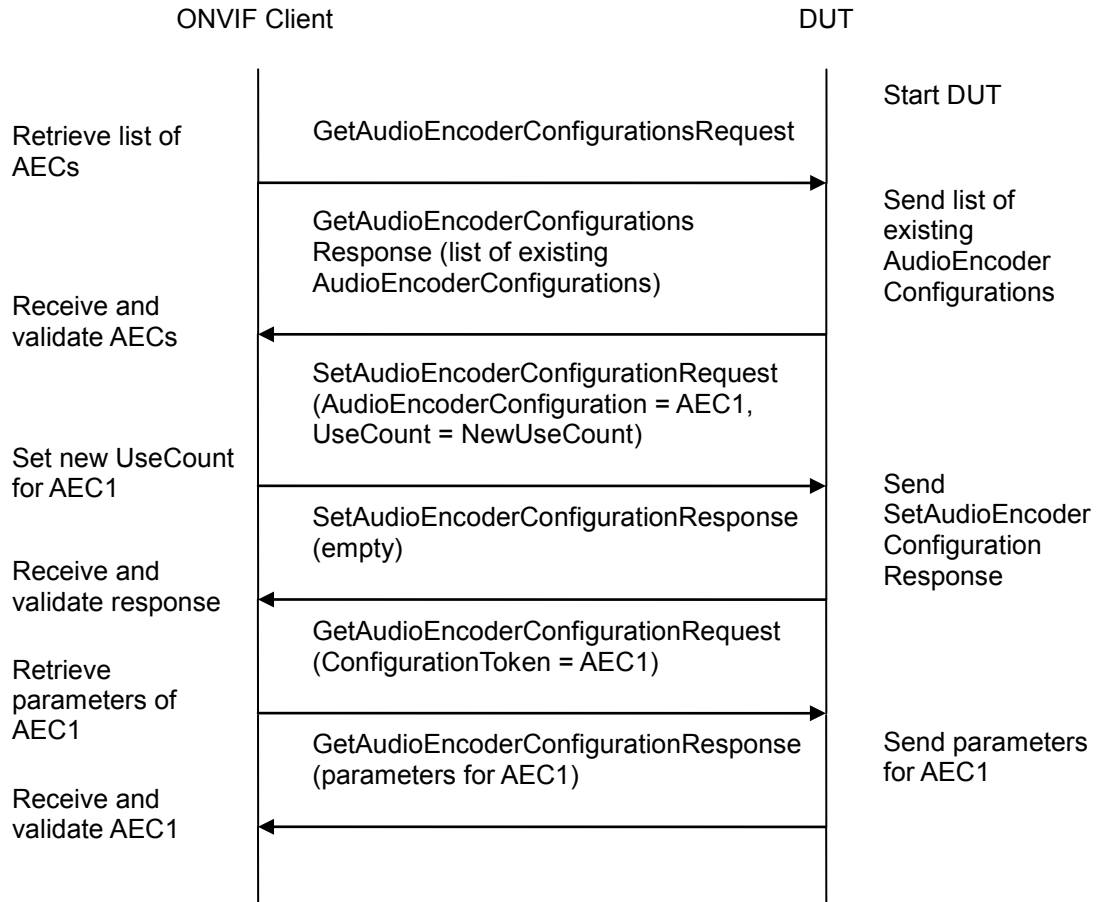 ONVIF Client
DUT
Start DUT
Retrieve list of
AECs
GetAudioEncoderConfigurationsRequest
Send list of
existing
AudioEncoder
Configurations
GetAudioEncoderConfigurations
Response (list of existing
AudioEncoderConfigurations)
Receive and
validate AECs
SetAudioEncoderConfigurationRequest
(AudioEncoderConfiguration = AEC1,
UseCount = NewUseCount)
Set new UseCount
for AEC1
Send
SetAudioEncoder
Configuration
Response
SetAudioEncoderConfigurationResponse
(empty)
Receive and
validate response
GetAudioEncoderConfigurationRequest
(ConfigurationToken = AEC1)
Retrieve
parameters of
AEC1
GetAudioEncoderConfigurationResponse
(parameters for AEC1)
Send parameters
for AEC1
Receive and
validate AEC1